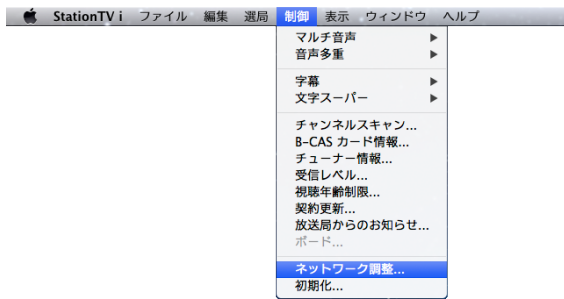 StationTV i ファイル 編集 選局 制御 表示 ウィンドウ ヘルプ
マルチ音声
音声多重
字幕
文字スーパー
チャンネルスキャン...
B-CAS カード情報...
チューナー情報...
受信レベル...
視聴年齢制限...
契約更新...
放送局からのお知らせ...
ボード...
ネットワーク調整...
初期化...